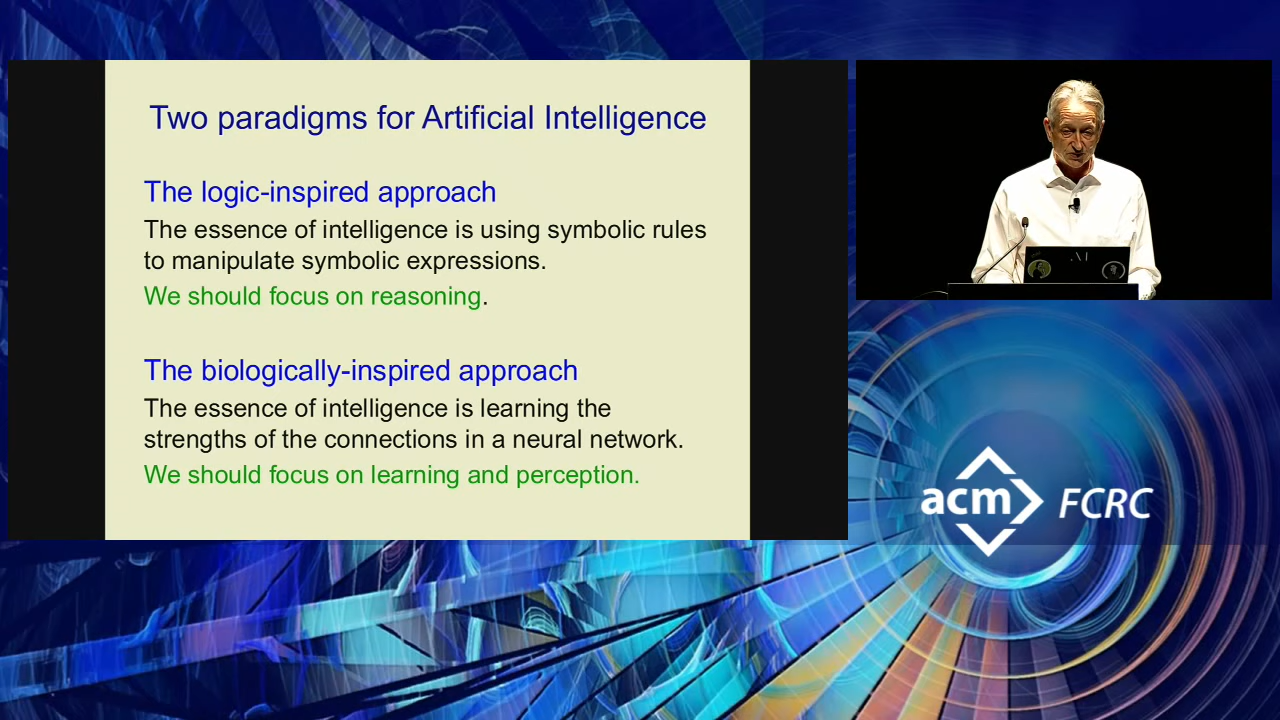 Two paradigms for Artificial Intelligence
The logic-inspired approach
The essence of intelligence is using symbolic rules
to manipulate symbolic expressions.
We should focus on reasoning.
The biologically-inspired approach
The essence of intelligence is learning the
strengths of the connections in a neural network.
We should focus on learning and perception.
acm FCRC